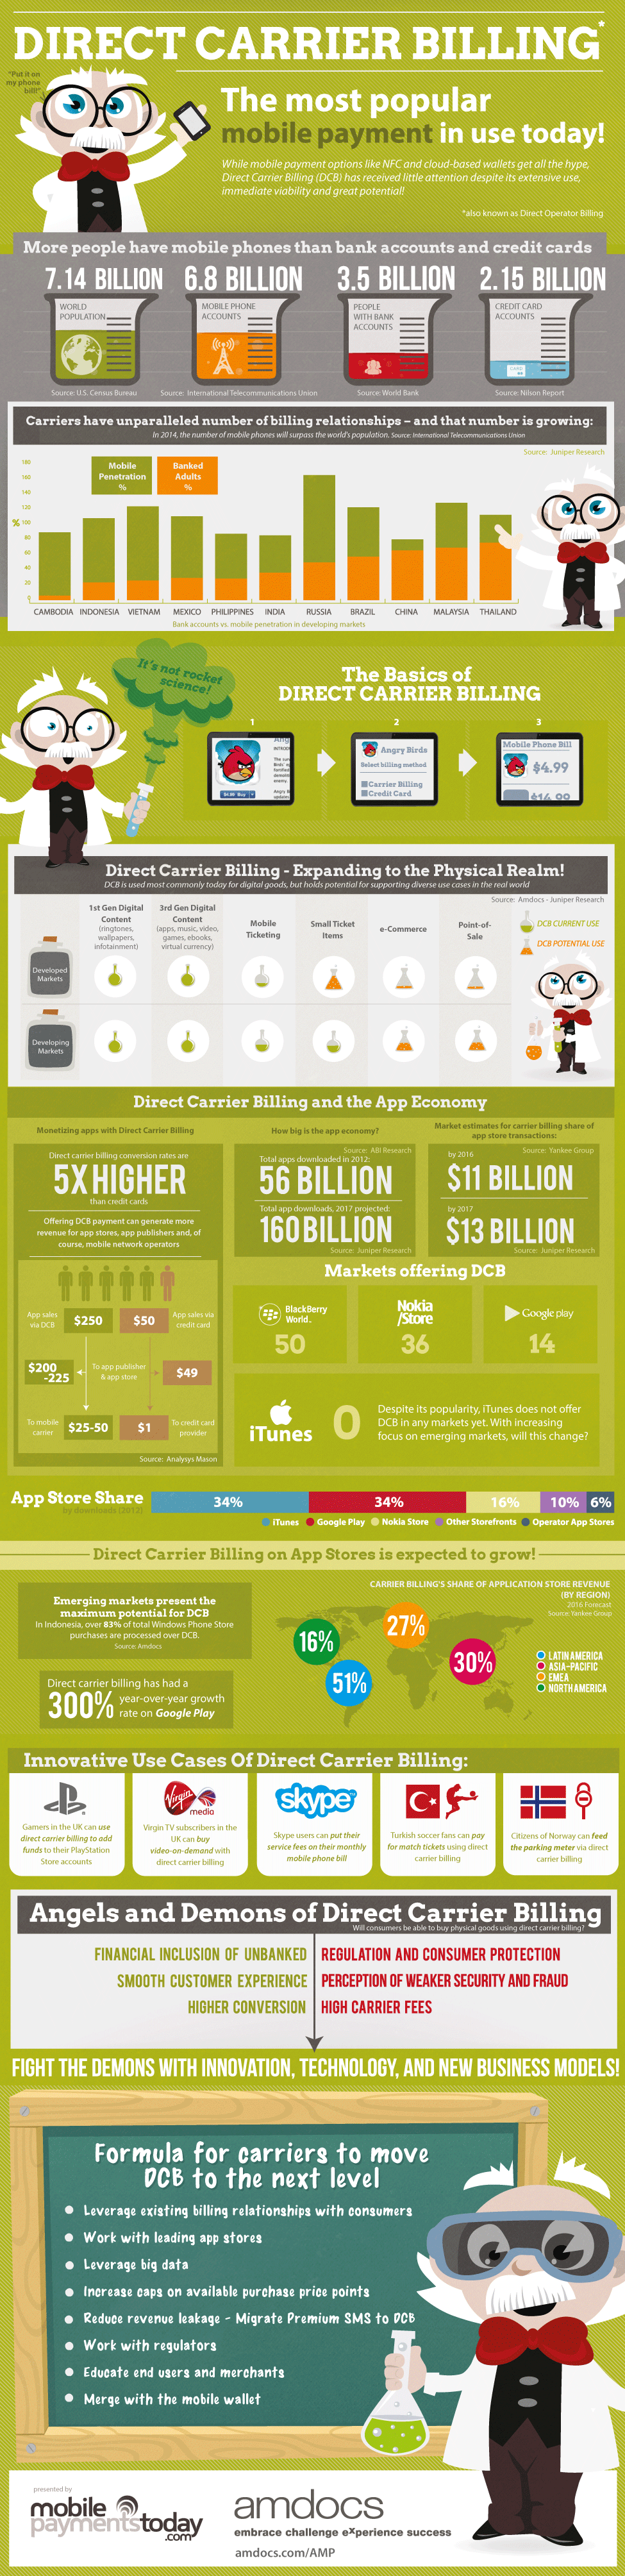 DIRECT CARRIER BILLING*
"Put it on
my phone
bill!"
The most popular
mobile payment in use today!
While mobile payment options like NFC and cloud-based wallets get all the hype,
Direct Carrier Billing (DCB) has received little attention despite its extensive use,
immediate viability and great potential!
*also known as Direct Operator Billing
More people have mobile phones than bank accounts and credit cards
7.14 BILLION
6.8 BILLION
3.5 BILLION
2.15 BILLION
WORLD
POPULATION
MOBILE PHONE
ACCOUNTS
PEOPLE
WITH BANK
ACCOUNTS
CREDIT CARD
ACCOUNTS
CARD
Source: U.S. Census Bureau
Source: International Telecommunications Union
Source: World Bank
Source: Nilson Report
Carriers have unparalleled number of billing relationships – and that number is growing:
In 2014, the number of mobile phones will surpass the world's population. Source: International Telecommunications Union
Source: Juniper Research
Mobile
Penetration
%
Banked
Adults
%
180
160
140
120
% 100
80
60
40
20
0
CAMBODIA INDONESIA VIETNAM MEXICO PHILIPPINES INDIA RUSSIA BRAZIL CHINA MALAYSIA THAILAND
Bank accounts vs. mobile penetration in developing markets
It's not rocket
science!
The Basics of
DIRECT CARRIER BILLING
1
2
3
Angry Birds
Select billing method
Carrier Billing
Credit Card
Mobile Phone Bill
$4.99
$14.99
Direct Carrier Billing - Expanding to the Physical Realm!
DCB is used most commonly today for digital goods, but holds potential for supporting diverse use cases in the real world
Source: Amdocs - Juniper Research
1st Gen Digital
Content
(ringtones,
wallpapers,
infotainment)
3rd Gen Digital
Content
(apps, music, video,
games, ebooks,
virtual currency)
Mobile
Ticketing
Small Ticket
Items
e-Commerce
Point-of-
Sale
DCB CURRENT USE
DCB POTENTIAL USE
Developed
Markets
Developing
Markets
Direct Carrier Billing and the App Economy
Monetizing apps with Direct Carrier Billing
Direct carrier billing conversion rates are
5X HIGHER
than credit cards
Offering DCB payment can generate more
revenue for app stores, app publishers and, of
course, mobile network operators
App sales
via DCB
$250
$50
App sales via
credit card
$200
-225
To app publisher
& app store
$49
To mobile
carrier
$25-50
$1
To credit card
provider
Source: Analysys Mason
How big is the app economy?
Source: ABI Research
Total apps downloaded in 2012:
56 BILLION
Total app downloads, 2017 projected:
160 BILLION
Source: Juniper Research
Market estimates for carrier billing share of
app store transactions:
by 2016
Source: Yankee Group
$11 BILLION
by 2017
$13 BILLION
Source: Juniper Research
Markets offering DCB
BlackBerry
World.
50
Nokia
/Store
36
Google play
14
iTunes
0
Despite its popularity, iTunes does not offer
DCB in any markets yet. With increasing
focus on emerging markets, will this change?
App Store Share
by downloads (2012)
34%
34%
16%
10%
6%
iTunes
Google Play
Nokia Store
Other Storefronts
Operator App Stores
Direct Carrier Billing on App Stores is expected to grow!
Emerging markets present the
maximum potential for DCB
In Indonesia, over 83% of total Windows Phone Store
purchases are processed over DCB.
Source: Amdocs
Direct carrier billing has had a
300% year-over-year growth
rate on Google Play
CARRIER BILLING'S SHARE OF APPLICATION STORE REVENUE
(BY REGION)
2016 Forecast
Source: Yankee Group
16%
27%
51%
30%
LATIN AMERICA
ASIA-PACIFIC
EMEA
NORTH AMERICA
Innovative Use Cases Of Direct Carrier Billing:
Gamers in the UK can use
direct carrier billing to add
funds to their PlayStation
Store accounts
Virgin
media
Virgin TV subscribers in the
UK can buy
video-on-demand with
direct carrier billing
skype
Skype users can put their
service fees on their monthly
mobile phone bill
Turkish soccer fans can pay
for match tickets using direct
carrier billing
Citizens of Norway can feed
the parking meter via direct
carrier billing
Angels and Demons of Direct Carrier Billing
Will consumers be able to buy physical goods using direct carrier billing?
FINANCIAL INCLUSION OF UNBANKED
SMOOTH CUSTOMER EXPERIENCE
HIGHER CONVERSION
REGULATION AND CONSUMER PROTECTION
PERCEPTION OF WEAKER SECURITY AND FRAUD
HIGH CARRIER FEES
FIGHT THE DEMONS WITH INNOVATION, TECHNOLOGY, AND NEW BUSINESS MODELS!
Formula for carriers to move
DCB to the next level
Leverage existing billing relationships with consumers
Work with leading app stores
Leverage big data
Increase caps on available purchase price points
Reduce revenue leakage - Migrate Premium SMS to DCB
Work with regulators
Educate end users and merchants
Merge with the mobile wallet
presented by
mobile
paymentstoday
.com
amdocs
embrace challenge experience success
amdocs.com/AMP